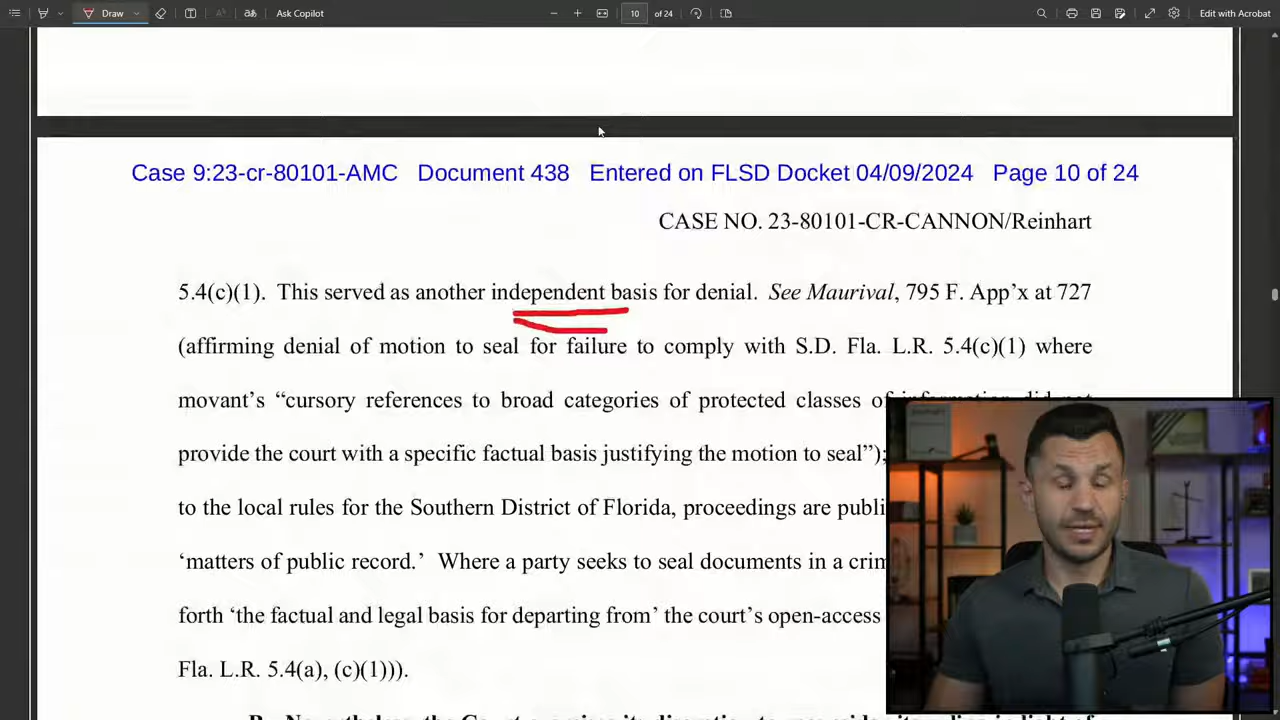 Draw
Ask Copilot
10 of 24
Edit with Acrobat
Case 9:23-cr-80101-AMC Document 438 Entered on FLSD Docket 04/09/2024 Page 10 of 24
CASE NO. 23-80101-CR-CANNON/Reinhart
5.4(c)(1). This served as another independent basis for denial. See Maurival, 795 F. App’x at 727
(affirming denial of motion to seal for failure to comply with S.D. Fla. L.R. 5.4(c)(1) where
movant’s “cursory references to broad categories of protected classes of information did not
provide the court with a specific factual basis justifying the motion to seal”);
to the local rules for the Southern District of Florida, proceedings are publi
‘matters of public record.’ Where a party seeks to seal documents in a crim
forth ‘the factual and legal basis for departing from’ the court’s open-access
Fla. L.R. 5.4(a), (c)(1))).